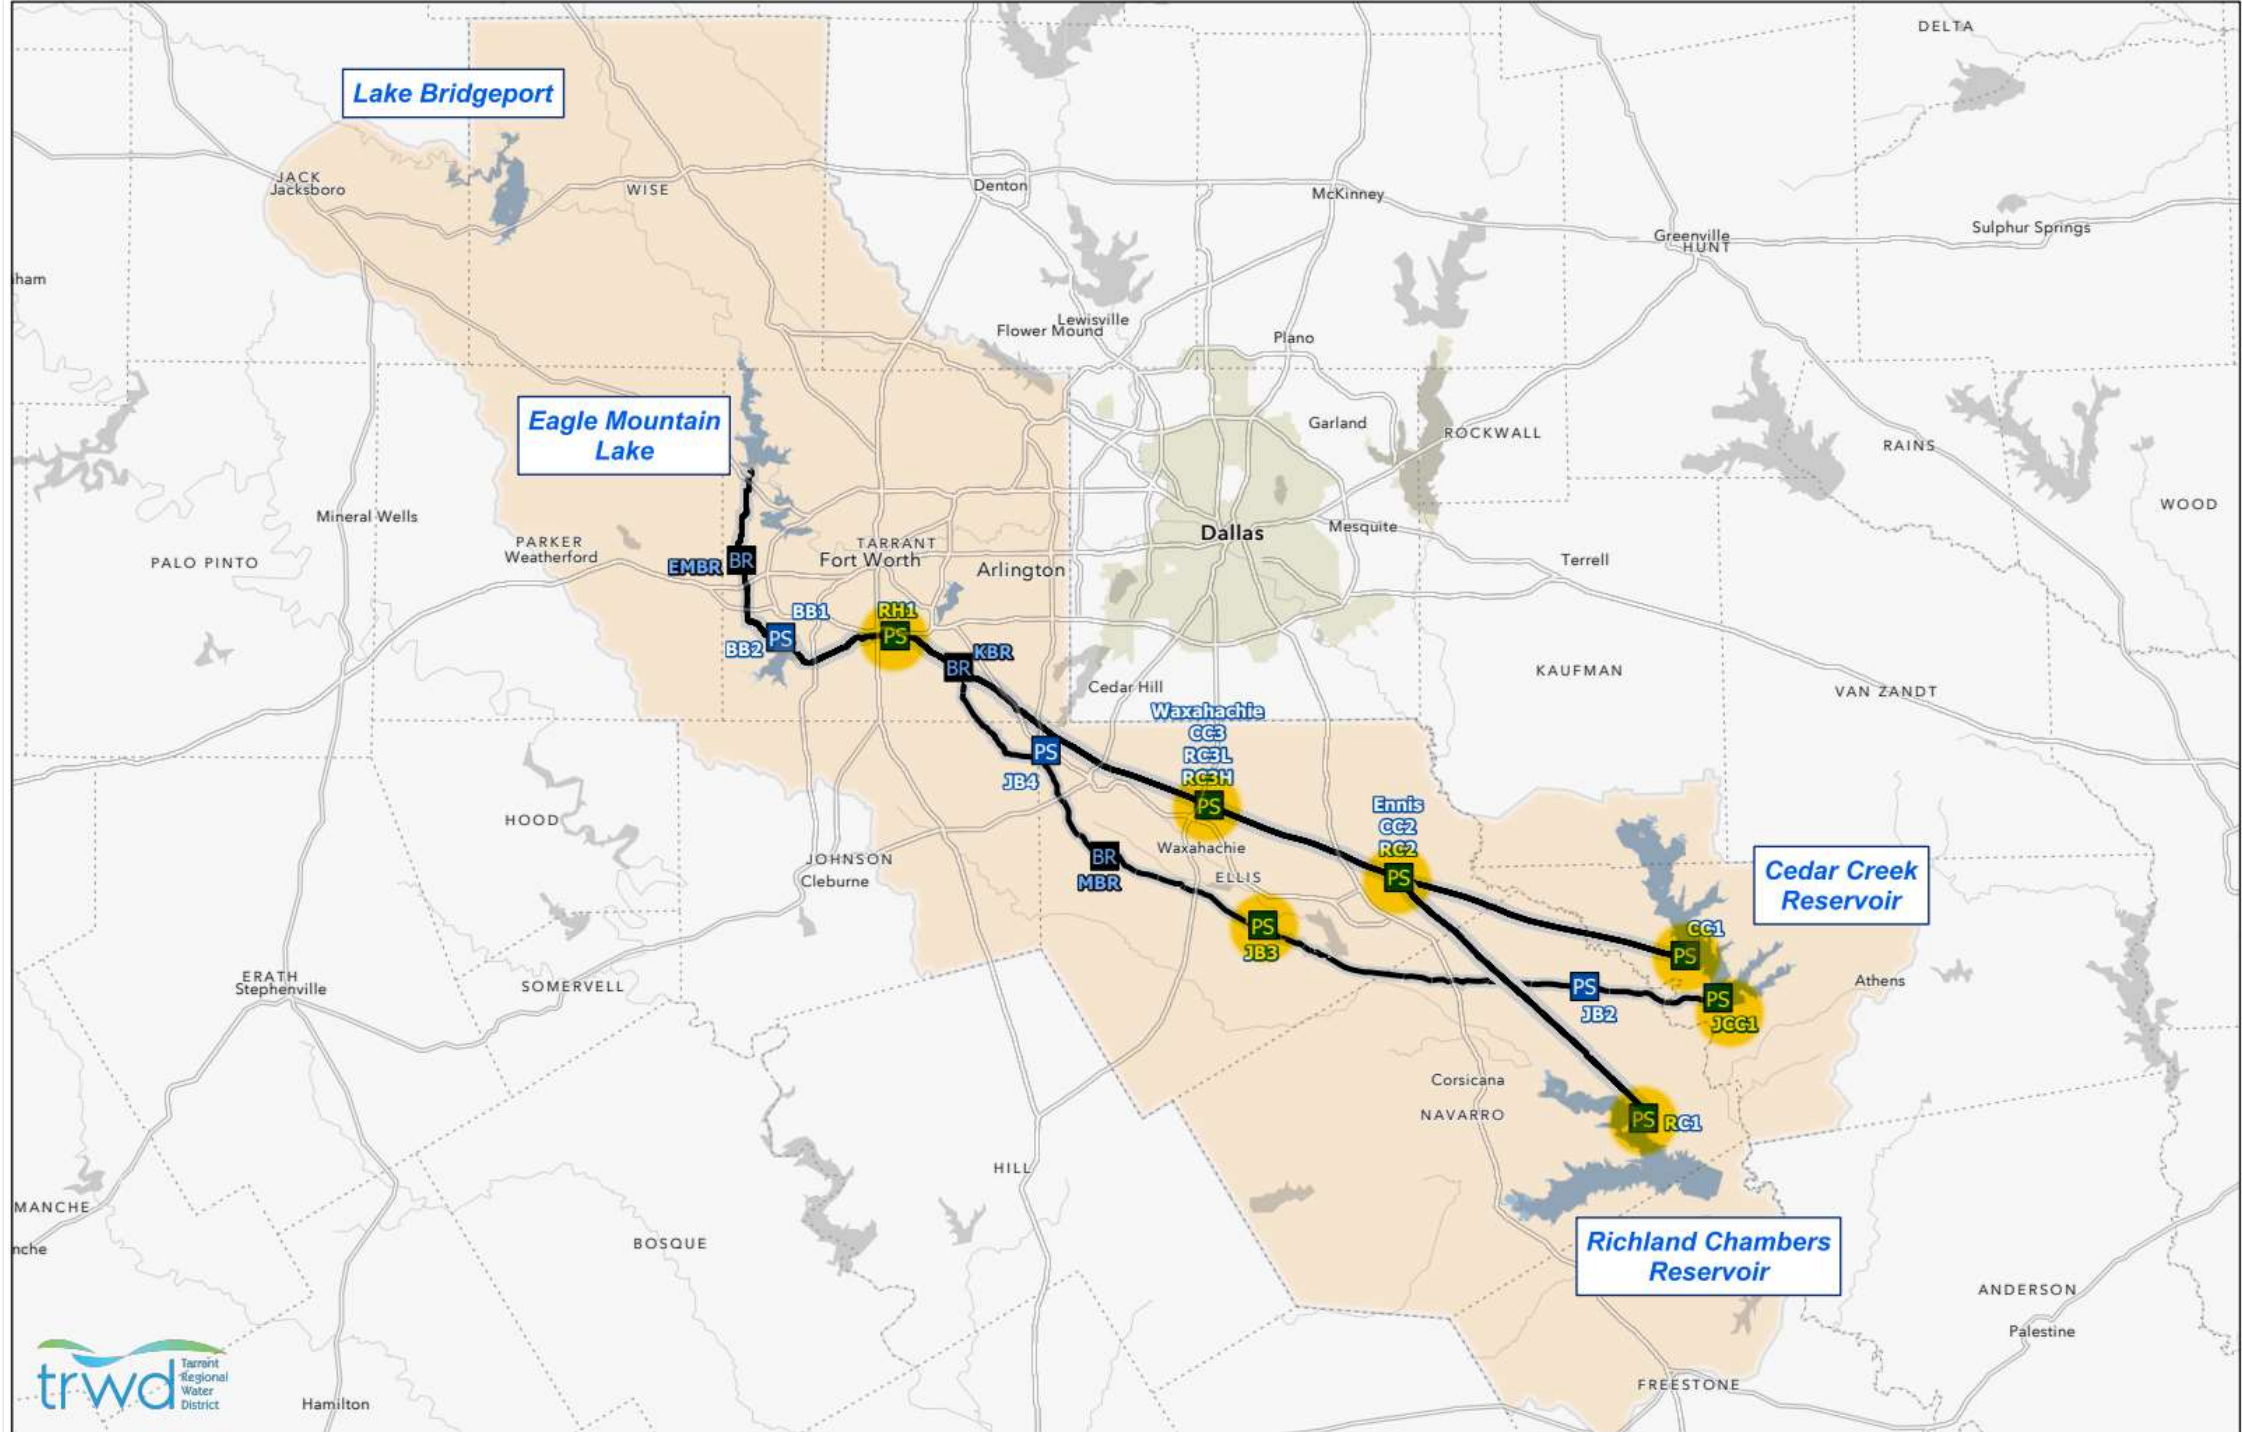 DELTA
Lake Bridgeport
JACK
Jacksboro
WISE
Denton
McKinney
Greenville
HUNT
Sulphur Springs
ham
Lewisville
Flower Mound
Plano
Eagle Mountain
Lake
Garland
ROCKWALL
RAINS
WOOD
Mineral Wells
PARKER
Weatherford
PALO PINTO
TARRANT
Fort Worth
Arlington
Dallas
Mesquite
Terrell
EMBR
BR
BB1
PS
BB2
RH1
PS
KBR
BR
KAUFMAN
VAN ZANDT
Cedar Hill
Waxahachie
CC3
RC3L
RC3H
PS
PS
JB4
Ennis
CC2
RC2
PS
HOOD
JOHNSON
Cleburne
BR
MBR
Waxahachie
ELLIS
Cedar Creek
Reservoir
PS
JB3
CC1
PS
ERATH
Stephenville
SOMERVELL
PS
JB2
PS
JCC1
Athens
Corsicana
NAVARRO
PS
RC1
HILL
MANCHE
nche
BOSQUE
Richland Chambers
Reservoir
ANDERSON
Palestine
FREESTONE
trwd
Tarrant
Regional
Water
District
Hamilton